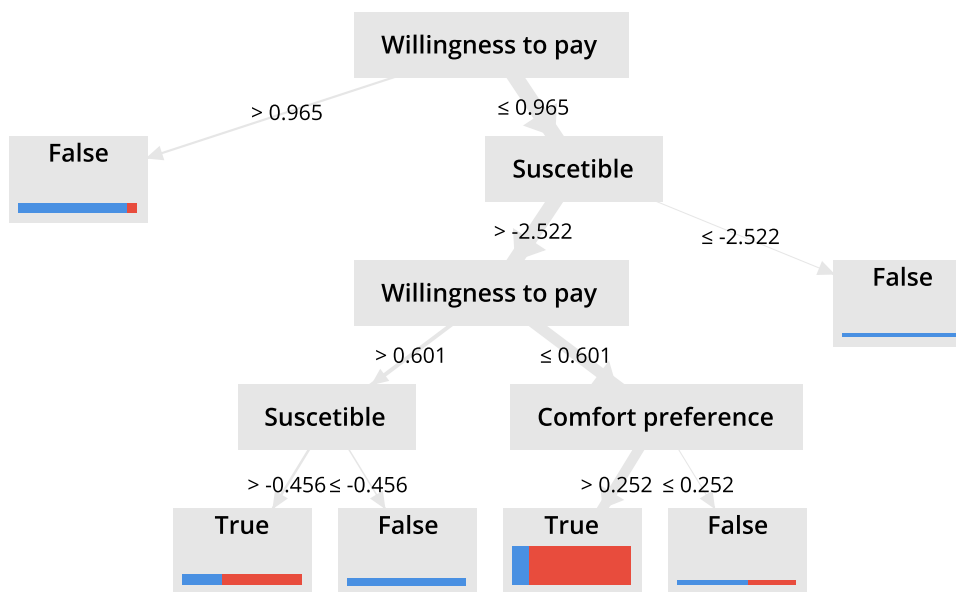 Willingness to pay
> 0.965
≤ 0.965
False
Suscetible
> -2.522
≤ -2.522
Willingness to pay
False
> 0.601
≤ 0.601
Suscetible
Comfort preference
> -0.456
≤ -0.456
> 0.252
≤ 0.252
True
False
True
False